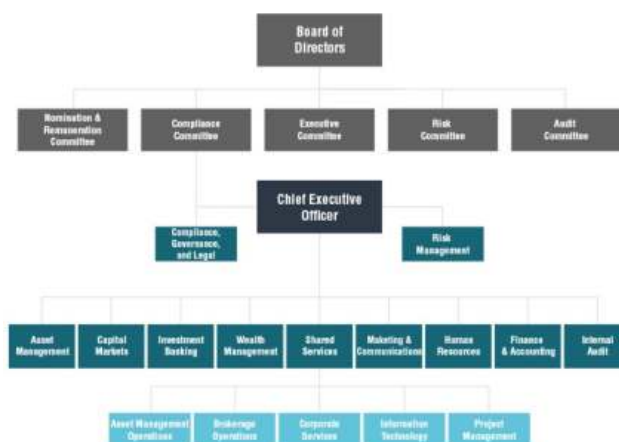 Board of
Directors
Nomination &
Remuneration
Committee
Compliance
Committee
Executive
Committee
Risk
Committee
Audit
Committee
Chief Executive
Officer
Compliance,
Governance,
and Legal
Risk
Management
Asset
Management
Capital
Markets
Investment
Banking
Wealth
Management
Shared
Services
Maketing &
Communications
Human
Resources
Finance
& Accounting
Internal
Audit
Asset Management
Operations
Brokerage
Operations
Corporate
Services
Information
Technology
Project
Management